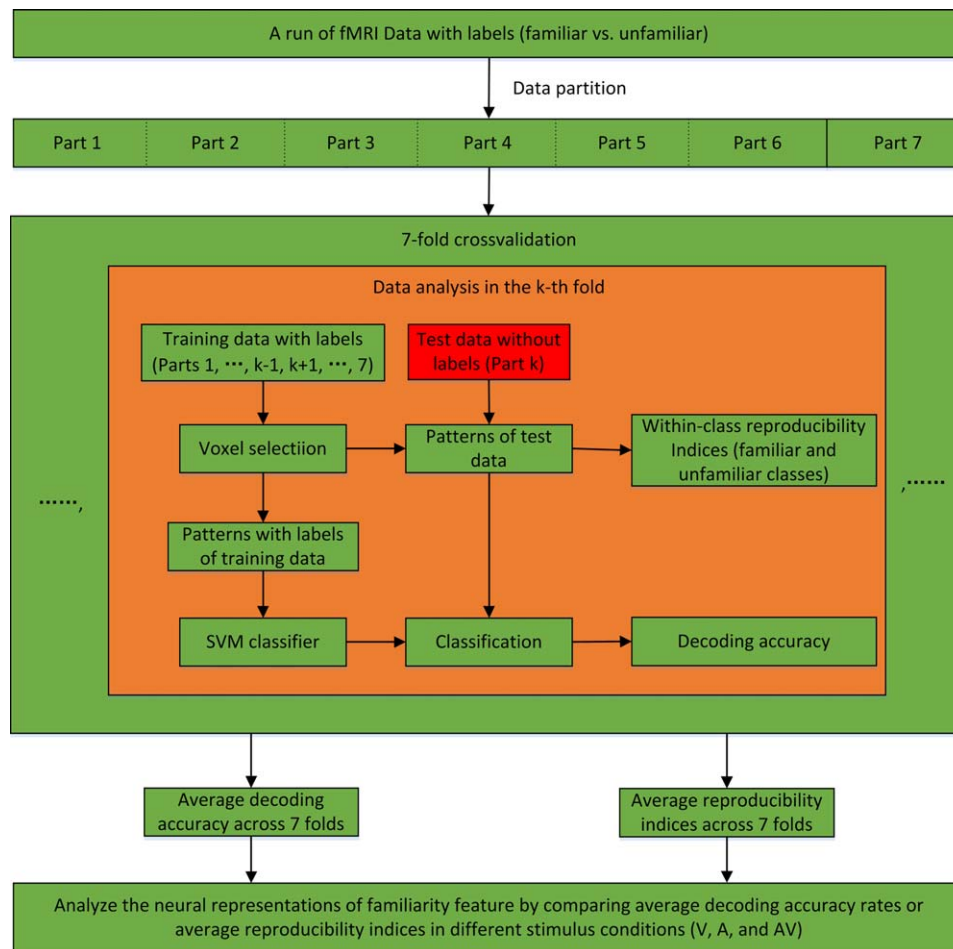 A run of fMRI Data with labels (familiar vs. unfamiliar)
Data partition
Part 1 Part 2 Part 3 Part 4 Part 5 Part 6 Part 7
7-fold crossvalidation
Data analysis in the k-th fold
Training data with labels
(Parts 1, ···, k-1, k+1, ···, 7)
Test data without
labels (Part k)
Voxel selectiion
Patterns of test
data
Within-class reproducibility
Indices (familiar and
unfamiliar classes)
······,
,······
Patterns with labels
of training data
SVM classifier
Classification
Decoding accuracy
Average decoding
accuracy across 7 folds
Average reproducibility
indices across 7 folds
Analyze the neural representations of familiarity feature by comparing average decoding accuracy rates or
average reproducibility indices in different stimulus conditions (V, A, and AV)